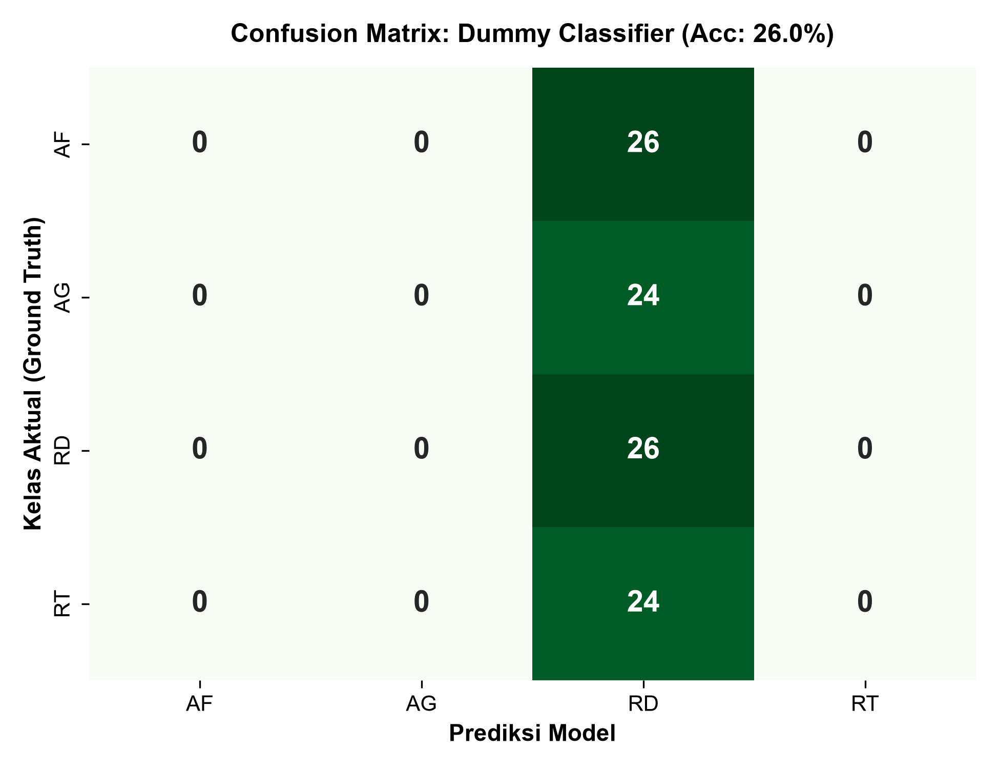 Confusion Matrix: Dummy Classifier (Acc: 26.0%)
Kelas Aktual (Ground Truth)
AF 0 0 26 0
AG 0 0 24 0
RD 0 0 26 0
RT 0 0 24 0
AF AG RD RT
Prediksi Model